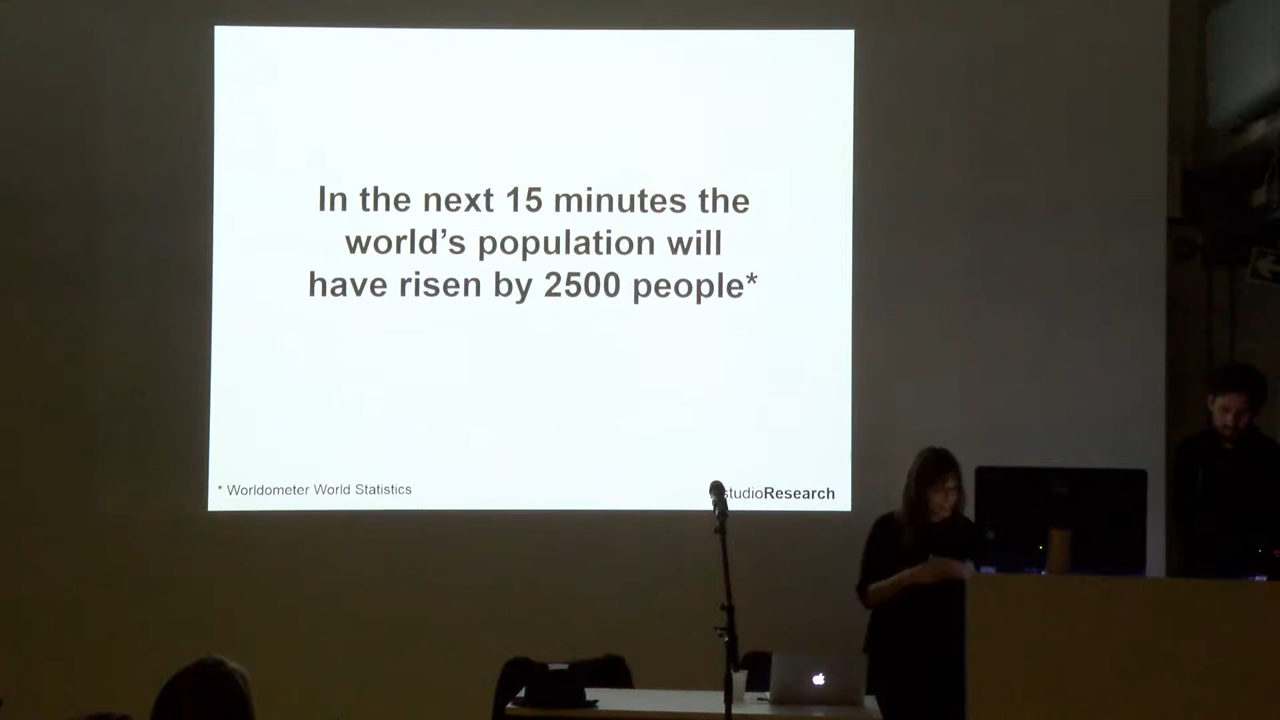 In the next 15 minutes the
world’s population will
have risen by 2500 people*
* Worldometer World Statistics
studioResearch